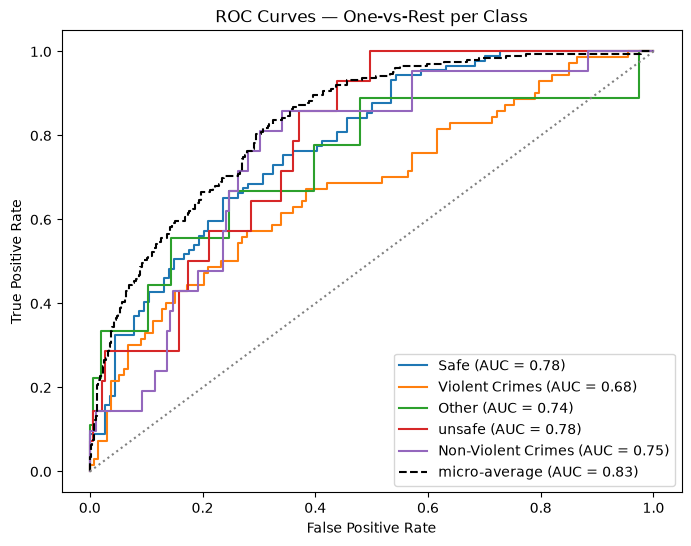 ROC Curves — One-vs-Rest per Class
True Positive Rate
1.0
0.8
0.6
0.4
0.2
0.0
Safe (AUC = 0.78)
Violent Crimes (AUC = 0.68)
Other (AUC = 0.74)
unsafe (AUC = 0.78)
Non-Violent Crimes (AUC = 0.75)
micro-average (AUC = 0.83)
0.0 0.2 0.4 0.6 0.8 1.0
False Positive Rate